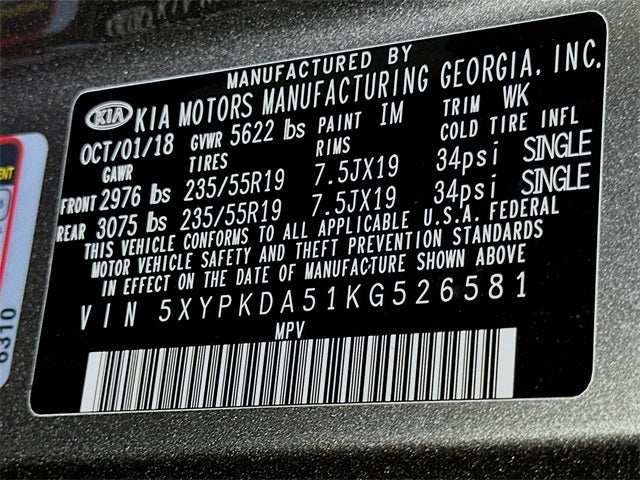 MANUFACTURED BY
KIA KIA MOTORS MANUFACTURING GEORGIA, INC.
OCT/01/18 GVWR 5622 lbs PAINT IM TRIM WK
GAWR TIRES RIMS COLD TIRE INFL
FRONT 2976 lbs 235/55R19 7.5JX19 34psi SINGLE
REAR 3075 lbs 235/55R19 7.5JX19 34psi SINGLE
THIS VEHICLE CONFORMS TO ALL APPLICABLE U.S.A. FEDERAL
MOTOR VEHICLE SAFETY AND THEFT PREVENTION STANDARDS
IN EFFECT ON THE DATE OF MANUFACTURE SHOWN ABOVE
VIN 5XYPKDA51KG526581
MPV
6310